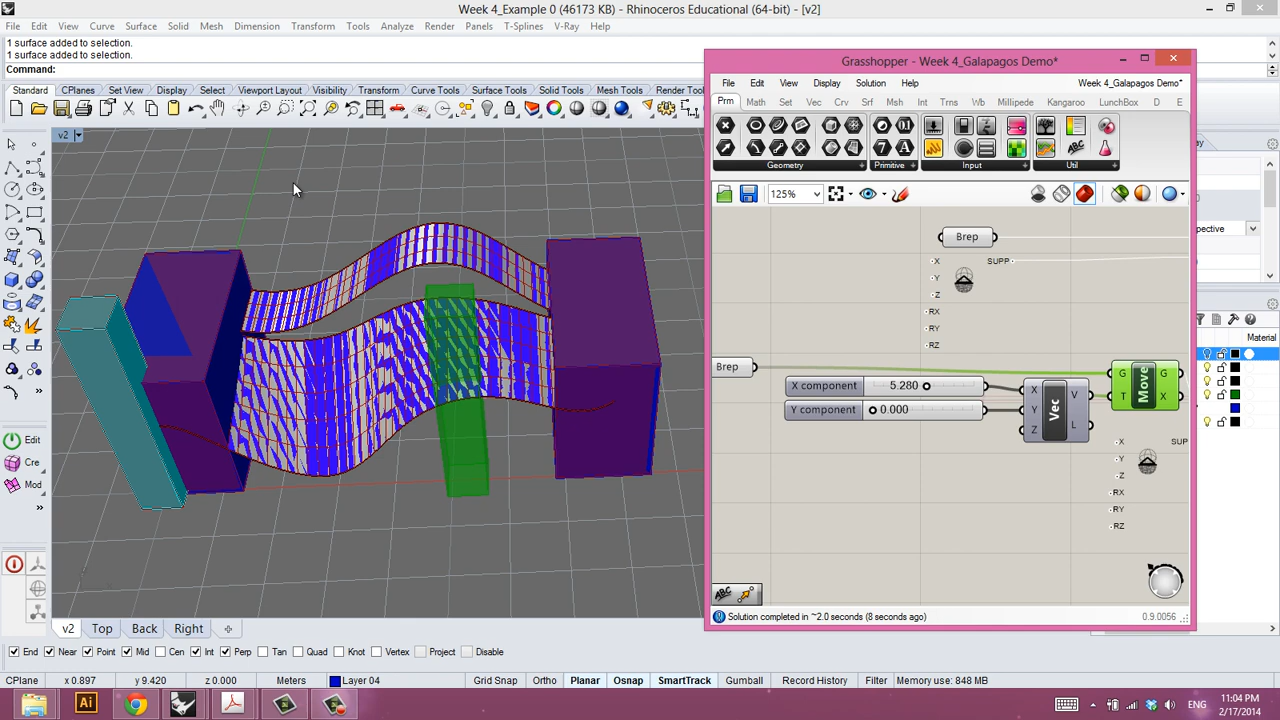 Week 4_Example 0 (46173 KB) - Rhinoceros Educational (64-bit) - [v2]
File Edit View Curve Surface Solid Mesh Dimension Transform Tools Analyze Render Panels T-Splines V-Ray Help
1 surface added to selection.
1 surface added to selection.
Command:
Standard CPlanes Set View Display Select Viewport Layout Visibility Transform Curve Tools Surface Tools Solid Tools Mesh Tools Render Tools
v2
Edit
Cre
Mod
Grasshopper - Week 4_Galapagos Demo*
File Edit View Display Solution Help Week 4_Galapagos Demo*
Prm Math Set Vec Crv Srf Msh Int Trns Wb Millipede Kangaroo LunchBox D E
Geometry Primitive Input Util
125%
Brep
X
SUPP
Y
Z
RX
RY
RZ
Brep
X component 5.280
Y component 0.000
X
Y
Z
Vec
V
L
G
T
Move
G
X
X
SUP
Y
Z
RX
RY
RZ
Solution completed in ~2.0 seconds (8 seconds ago) 0.9.0056
Material
v2 Top Back Right
End Near Point Mid Cen Int Perp Tan Quad Knot Vertex Project Disable
CPlane x 0.897 y 9.420 z 0.000 Meters Layer 04 Grid Snap Ortho Planar Osnap SmartTrack Gumball Record History Filter Memory use: 848 MB
ENG
11:04 PM
2/17/2014